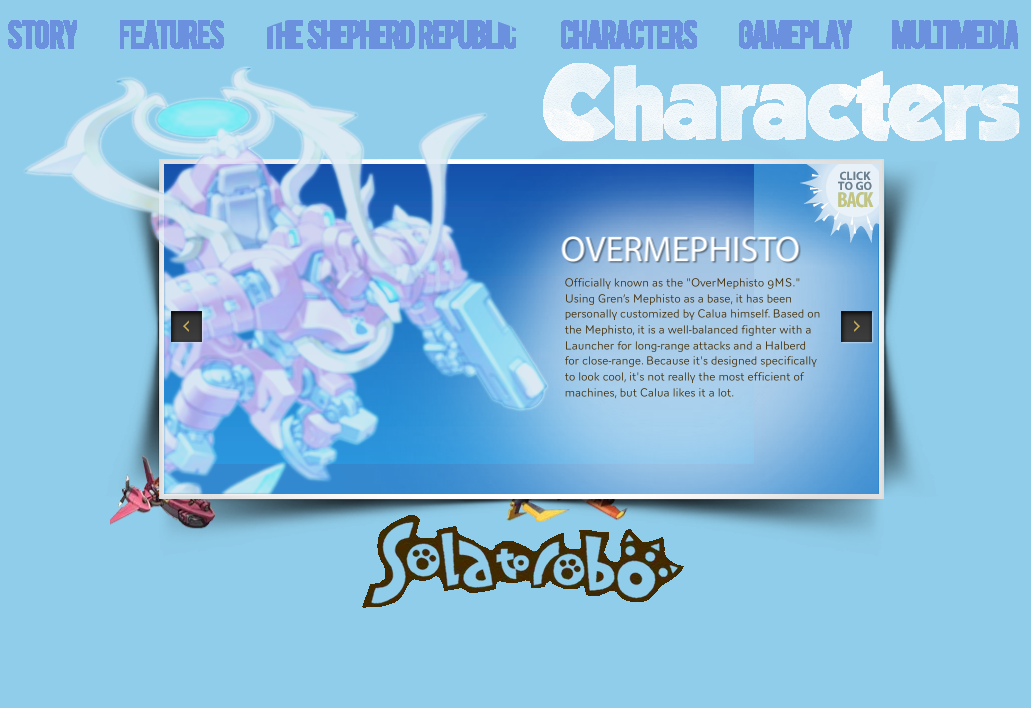 STORY FEATURES THE SHEPHERD REPUBLIC CHARACTERS GAMEPLAY MULTIMEDIA
Characters
CLICK
TO GO
BACK
OVERMEPHISTO
Officially known as the "OverMephisto 9MS."
Using Gren's Mephisto as a base, it has been
personally customized by Calua himself. Based on
the Mephisto, it is a well-balanced fighter with a
Launcher for long-range attacks and a Halberd
for close-range. Because it's designed specifically
to look cool, it's not really the most efficient of
machines, but Calua likes it a lot.
Solatorobo